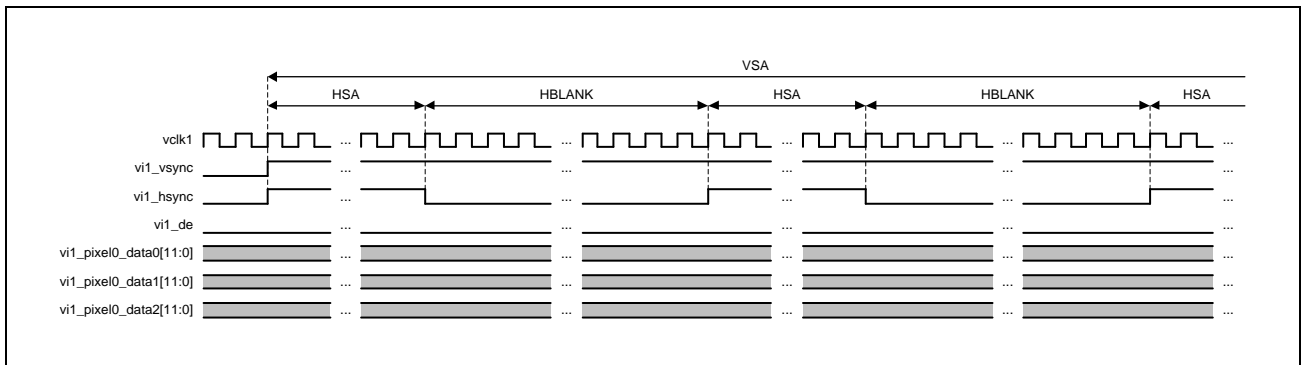 VSA
HSA HBLANK HSA HBLANK HSA
vclk1 ... ... ... ... ...
vi1_vsync ... ... ... ... ...
vi1_hsync ... ... ... ... ...
vi1_de ... ... ... ... ...
vi1_pixel0_data0[11:0] ... ... ... ... ...
vi1_pixel0_data1[11:0] ... ... ... ... ...
vi1_pixel0_data2[11:0] ... ... ... ... ...